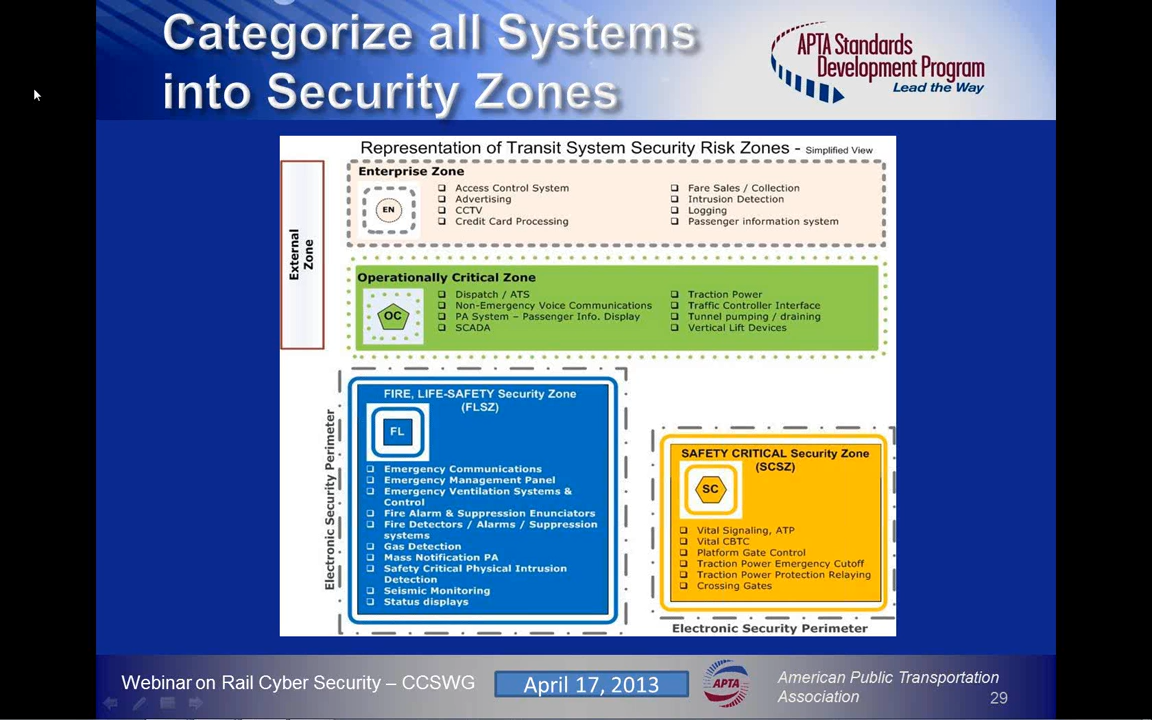 Categorize all Systems
into Security Zones
APTA Standards
Development Program
Lead the Way
Representation of Transit System Security Risk Zones - Simplified View
External
Zone
Enterprise Zone
EN
❑ Access Control System
❑ Advertising
❑ CCTV
❑ Credit Card Processing
❑ Fare Sales / Collection
❑ Intrusion Detection
❑ Logging
❑ Passenger information system
Operationally Critical Zone
OC
❑ Dispatch / ATS
❑ Non-Emergency Voice Communications
❑ PA System – Passenger Info. Display
❑ SCADA
❑ Traction Power
❑ Traffic Controller Interface
❑ Tunnel pumping / draining
❑ Vertical Lift Devices
Electronic Security Perimeter
FIRE, LIFE-SAFETY Security Zone
(FLSZ)
FL
❑ Emergency Communications
❑ Emergency Management Panel
❑ Emergency Ventilation Systems &
Control
❑ Fire Alarm & Suppression Enunciators
❑ Fire Detectors / Alarms / Suppression
systems
❑ Gas Detection
❑ Mass Notification PA
❑ Safety Critical Physical Intrusion
Detection
❑ Seismic Monitoring
❑ Status displays
SAFETY CRITICAL Security Zone
(SCSZ)
SC
❑ Vital Signaling, ATP
❑ Vital CBTC
❑ Platform Gate Control
❑ Traction Power Emergency Cutoff
❑ Traction Power Protection Relaying
❑ Crossing Gates
Electronic Security Perimeter
Webinar on Rail Cyber Security – CCSWG
April 17, 2013
APTA
American Public Transportation
Association
29